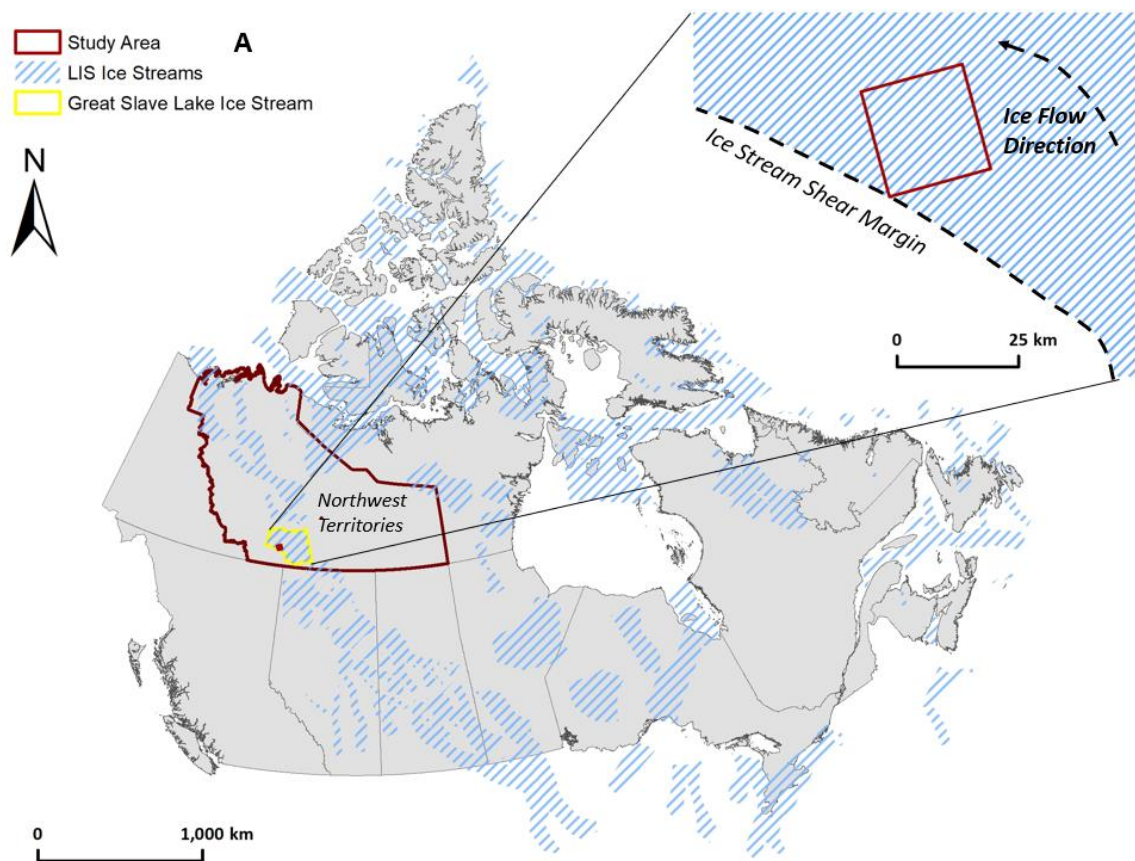 A
Study Area
LIS Ice Streams
Great Slave Lake Ice Stream
N
Ice Flow
Direction
Ice Stream Shear Margin
0 25 km
Northwest
Territories
0 1,000 km